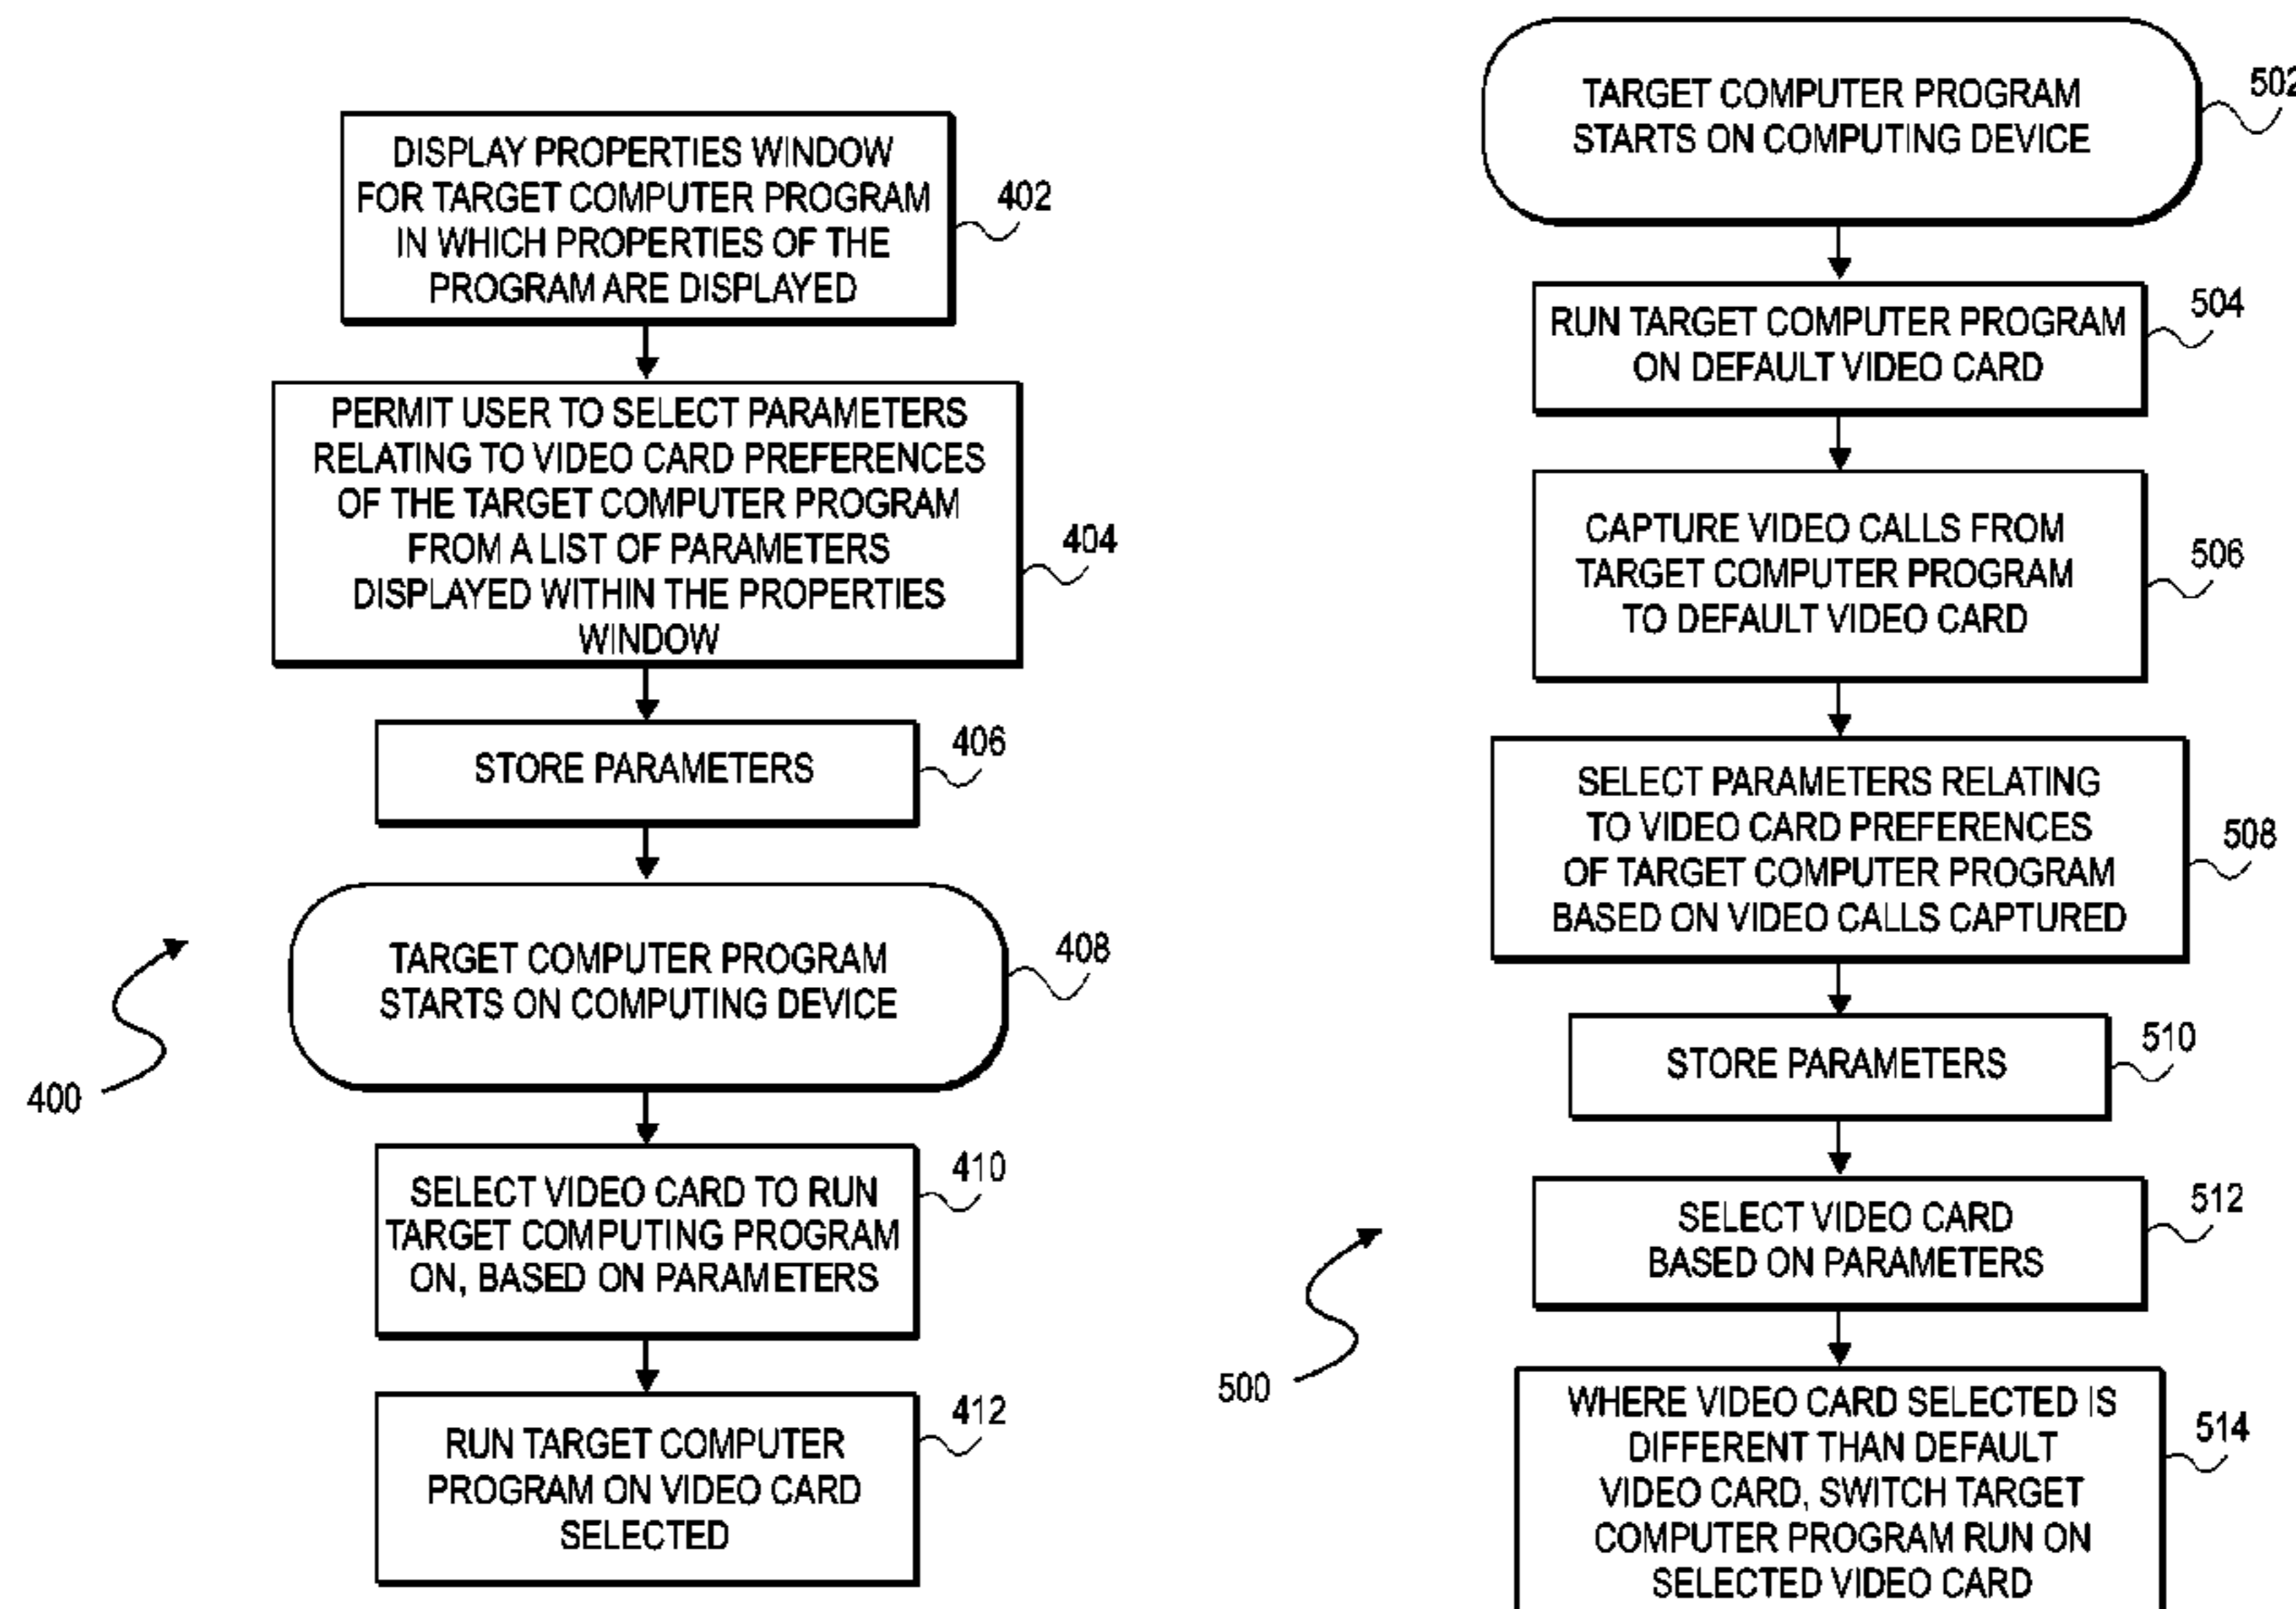 DISPLAY PROPERTIES WINDOW
FOR TARGET COMPUTER PROGRAM
IN WHICH PROPERTIES OF THE
PROGRAM ARE DISPLAYED
402
PERMIT USER TO SELECT PARAMETERS
RELATING TO VIDEO CARD PREFERENCES
OF THE TARGET COMPUTER PROGRAM
FROM A LIST OF PARAMETERS
DISPLAYED WITHIN THE PROPERTIES
WINDOW
404
STORE PARAMETERS
406
TARGET COMPUTER PROGRAM
STARTS ON COMPUTING DEVICE
408
400
SELECT VIDEO CARD TO RUN
TARGET COMPUTING PROGRAM
ON, BASED ON PARAMETERS
410
RUN TARGET COMPUTER
PROGRAM ON VIDEO CARD
SELECTED
412
TARGET COMPUTER PROGRAM
STARTS ON COMPUTING DEVICE
502
RUN TARGET COMPUTER PROGRAM
ON DEFAULT VIDEO CARD
504
CAPTURE VIDEO CALLS FROM
TARGET COMPUTER PROGRAM
TO DEFAULT VIDEO CARD
506
SELECT PARAMETERS RELATING
TO VIDEO CARD PREFERENCES
OF TARGET COMPUTER PROGRAM
BASED ON VIDEO CALLS CAPTURED
508
STORE PARAMETERS
510
SELECT VIDEO CARD
BASED ON PARAMETERS
512
500
WHERE VIDEO CARD SELECTED IS
DIFFERENT THAN DEFAULT
VIDEO CARD, SWITCH TARGET
COMPUTER PROGRAM RUN ON
SELECTED VIDEO CARD
514